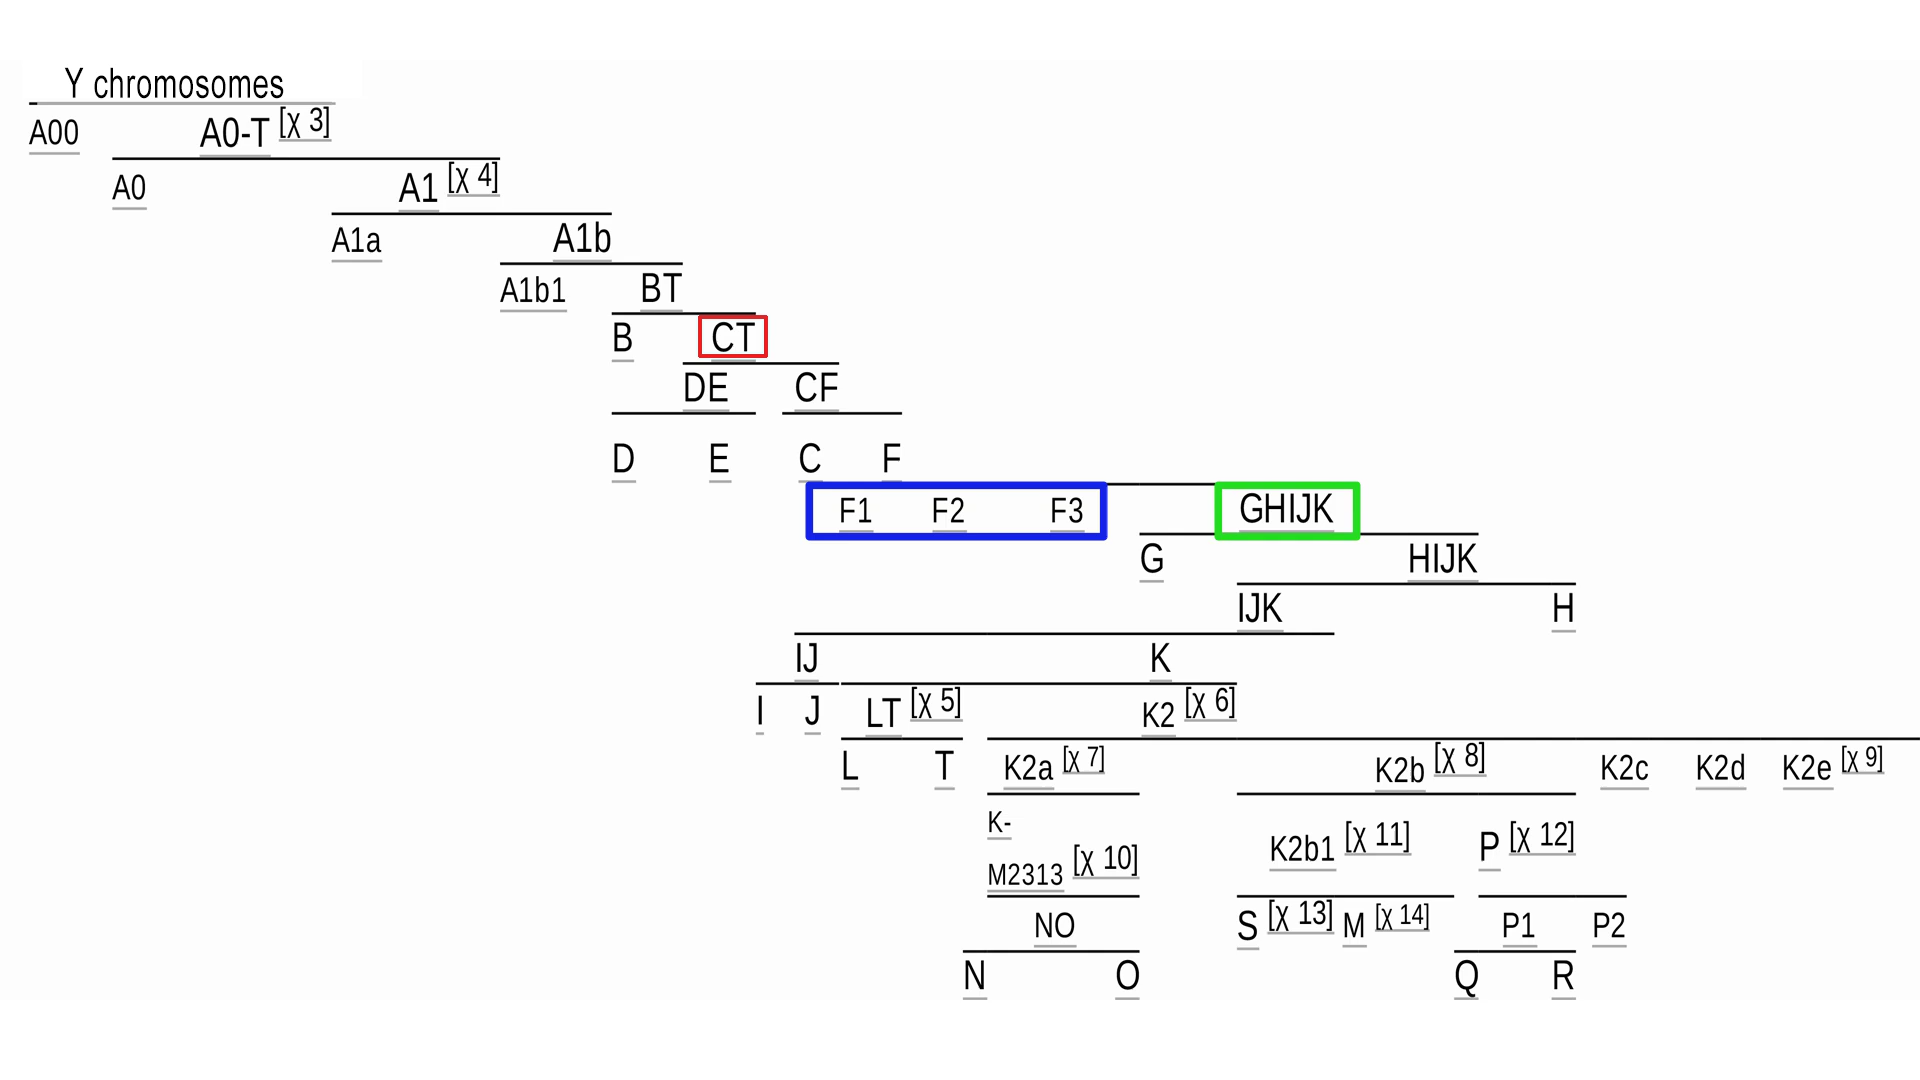 Y chromosomes
A00 A0-T [χ 3]
A0 A1 [χ 4]
A1a A1b
A1b1 BT
B CT
DE CF
D E C F
F1 F2 F3 GHIJK
G HIJK
IJK H
IJ K
I J LT [χ 5] K2 [χ 6]
L T K2a [χ 7] K2b [χ 8] K2c K2d K2e [χ 9]
K-
M2313 [χ 10] K2b1 [χ 11] P [χ 12]
NO S [χ 13] M [χ 14] P1 P2
N O Q R